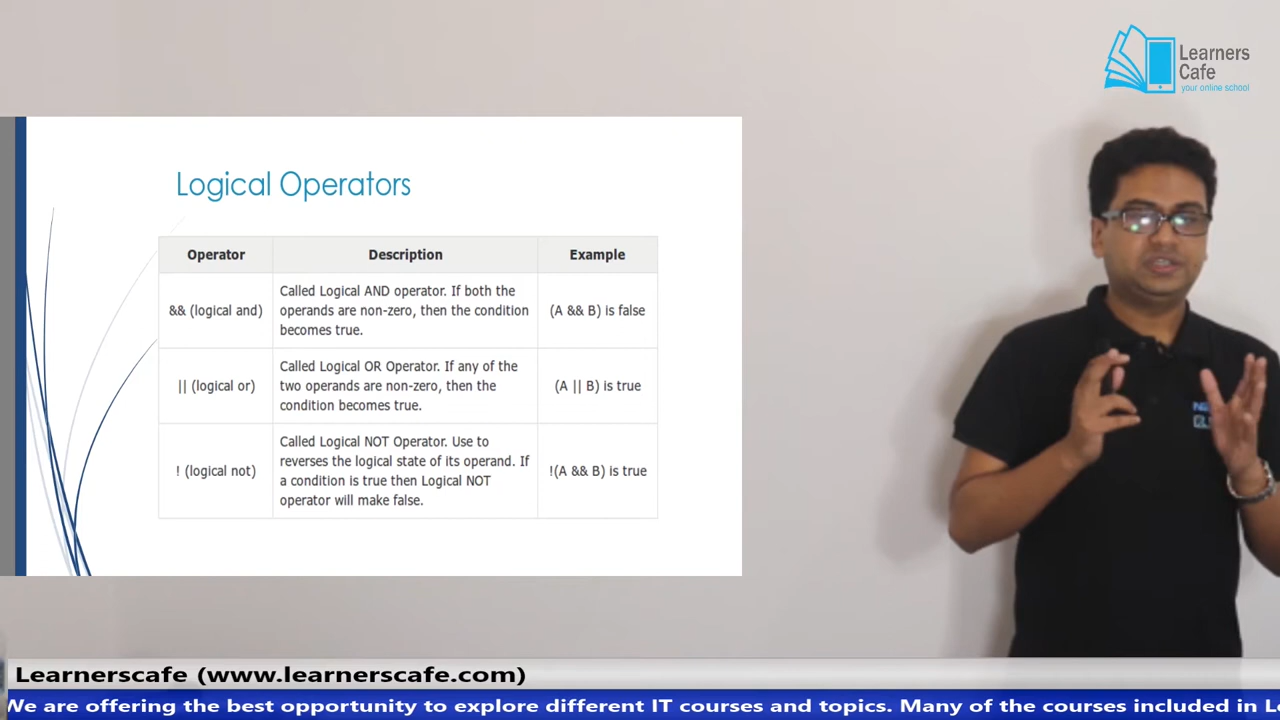 Learners
Cafe
your online school
Logical Operators
Operator Description Example
&& (logical and)
Called Logical AND operator. If both the
operands are non-zero, then the condition
becomes true.
(A && B) is false
|| (logical or)
Called Logical OR Operator. If any of the
two operands are non-zero, then the
condition becomes true.
(A || B) is true
! (logical not)
Called Logical NOT Operator. Use to
reverses the logical state of its operand. If
a condition is true then Logical NOT
operator will make false.
!(A && B) is true
Learnerscafe (www.learnerscafe.com)
We are offering the best opportunity to explore different IT courses and topics. Many of the courses included in